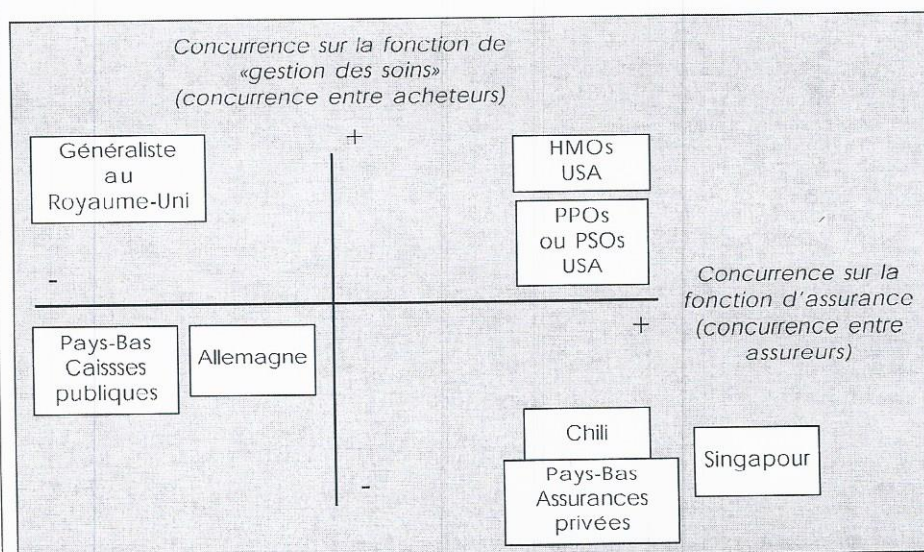 Concurrence sur la fonction de
«gestion des soins»
(concurrence entre acheteurs)
+
Généraliste
au
Royaume-Uni
HMOs
USA
PPOs
ou PSOs
USA
-
Concurrence sur la
fonction d'assurance
(concurrence entre
assureurs)
+
Pays-Bas
Caissses
publiques
Allemagne
Chili
Singapour
-
Pays-Bas
Assurances
privées